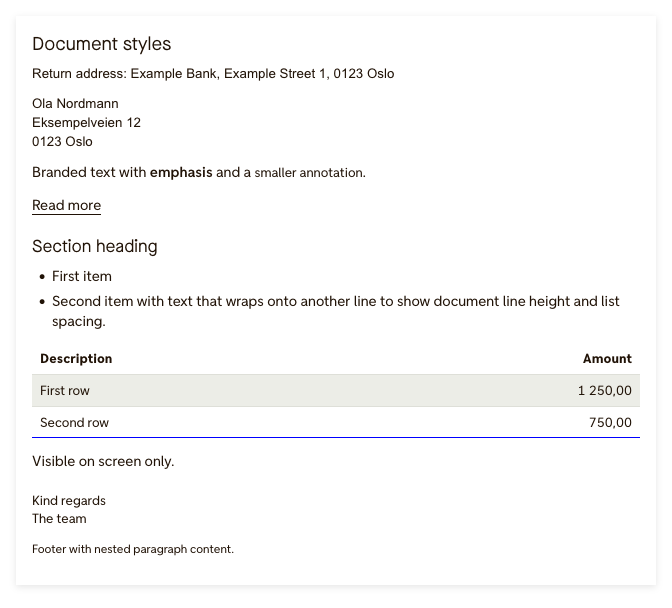 Document styles
Return address: Example Bank, Example Street 1, 0123 Oslo
Ola Nordmann
Eksempelveien 12
0123 Oslo
Branded text with emphasis and a smaller annotation.
Read more
Section heading
• First item
• Second item with text that wraps onto another line to show document line height and list
spacing.
Description Amount
First row 1 250,00
Second row 750,00
Visible on screen only.
Kind regards
The team
Footer with nested paragraph content.